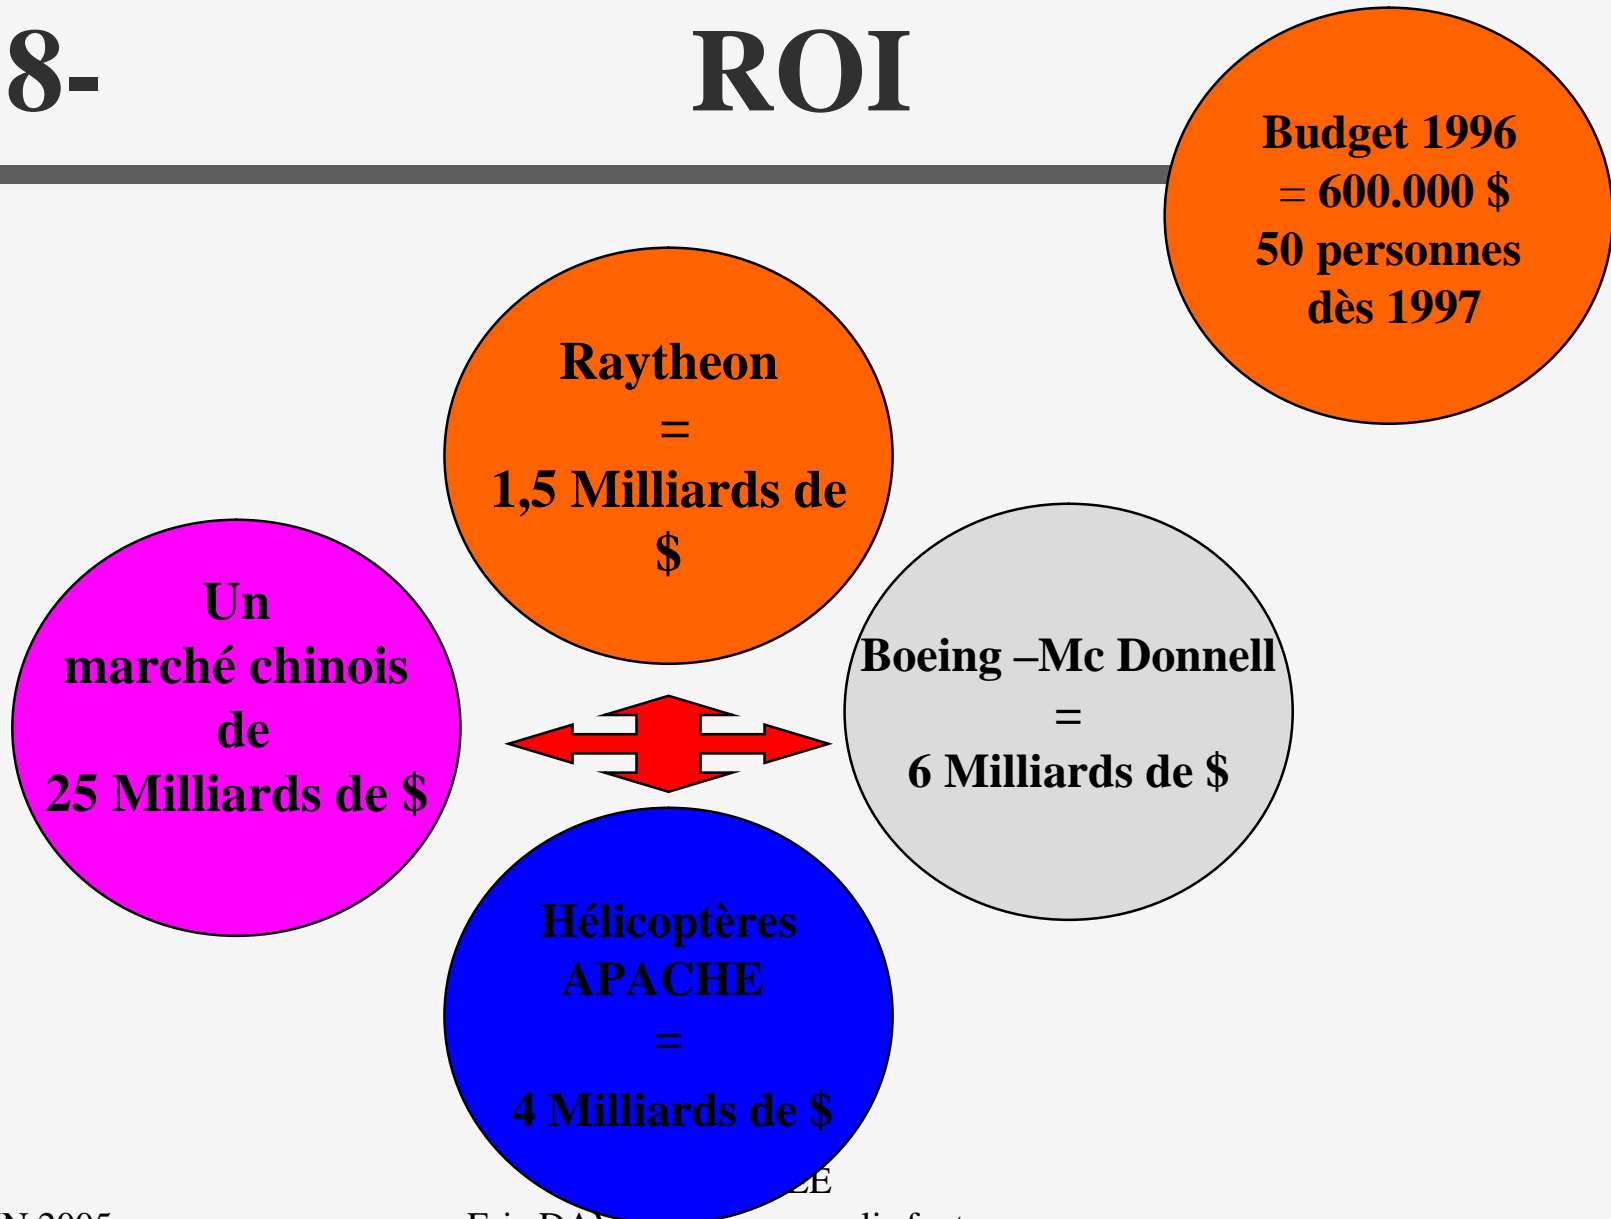 8- ROI
Budget 1996
= 600.000 $
50 personnes
dès 1997
Raytheon
=
1,5 Milliards de
$
Un
marché chinois
de
25 Milliards de $
Boeing –Mc Donnell
=
6 Milliards de $
Hélicoptères
APACHE
=
4 Milliards de $
2005